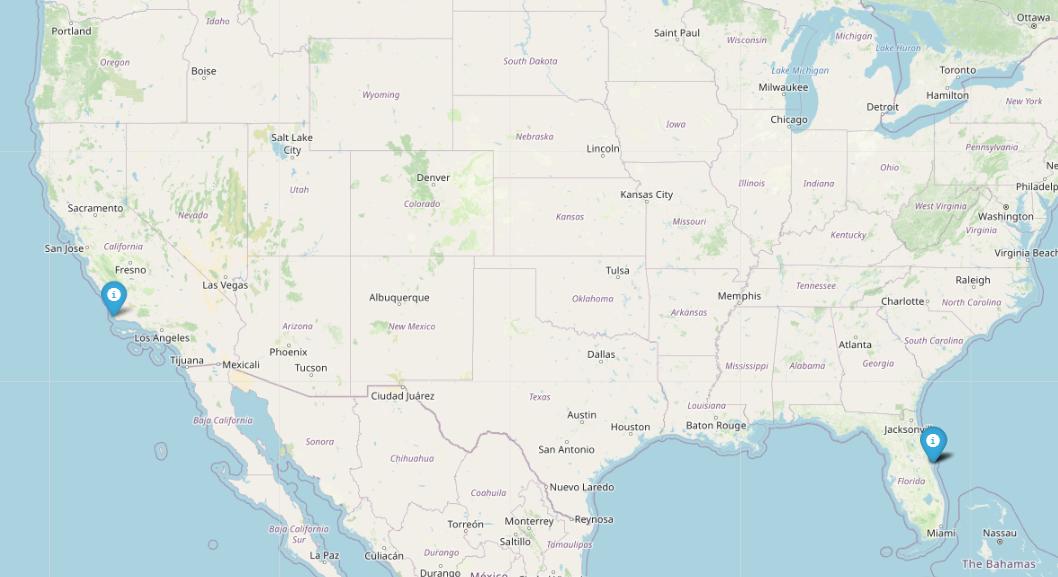 Portland
Idaho
Ottawa
Saint Paul
Wisconsin
Michigan
Lake Huron
Oregon
Boise
South Dakota
Lake Michigan
Toronto
Milwaukee
Wyoming
Hamilton
New York
Detroit
Chicago
Iowa
Salt Lake
City
Nebraska
Lincoln
Pennsylvania
Ohio
Denver
Utah
Illinois
Indiana
Philadelp
Kansas City
Colorado
Sacramento
Nevada
Kansas
Missouri
West Virginia
Washington
Virginia
Kentucky
San Jose
California
Virginia Beach
Fresno
Las Vegas
Tulsa
Tennessee
Raleigh
Albuquerque
Oklahoma
Memphis
Charlotte
North Carolina
Arkansas
Arizona
New Mexico
Los Angeles
South Carolina
Phoenix
Dallas
Atlanta
Tijuana
Mexicali
Tucson
Mississippi
Alabama
Georgia
Ciudad Juárez
Texas
Louisiana
Baja California
Austin
Houston
Baton Rouge
Jacksonvi
Sonora
San Antonio
Chihuahua
Florida
Nuevo Laredo
Coahuila
Reynosa
Torreón
Monterrey
Baja California
Sur
Miami
Nassau
Saltillo
Tamaulipas
La Paz
Culiacán
Durango
The Bahamas
Durango
México